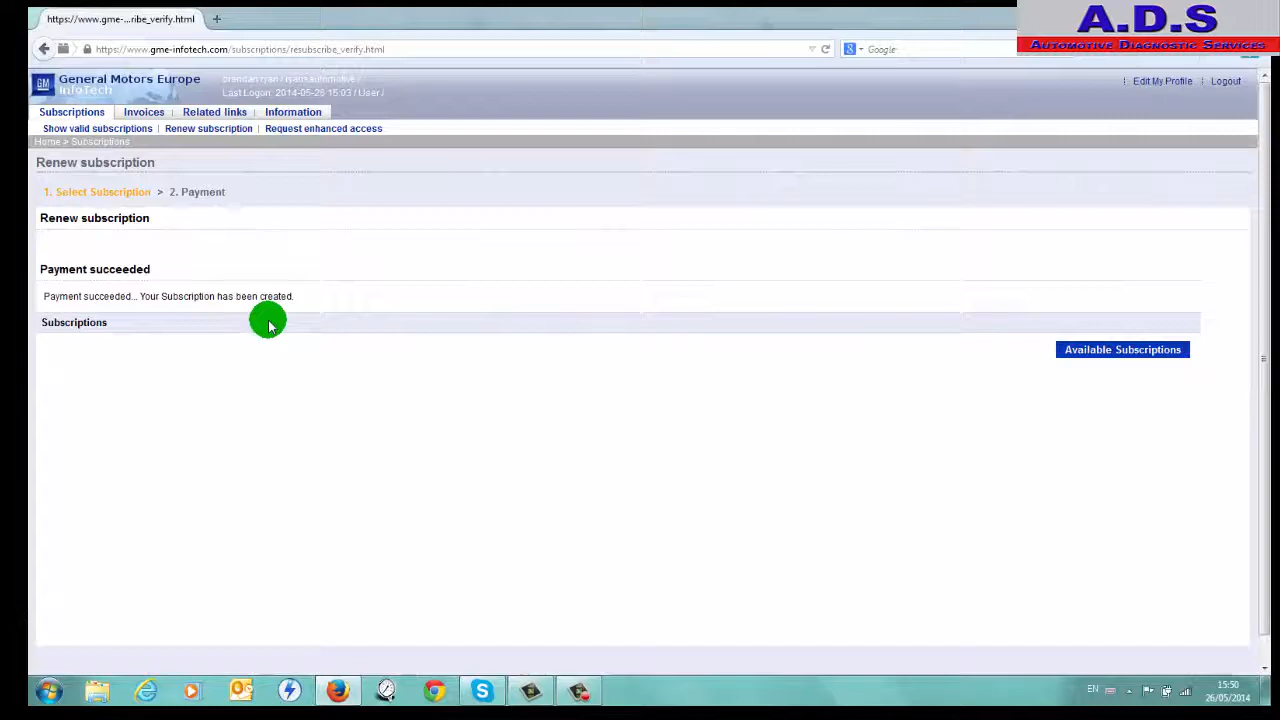 https://www.gme-...ribe_verify.html
A.D.S
Automotive Diagnostic Services
https://www.gme-infotech.com/subscriptions/resubscribe_verify.html
Google
GM
General Motors Europe
InfoTech
brendan ryan /
Last Logon: 2014-05-26 15:03 / User /
Edit My Profile
Logout
Subscriptions
Invoices
Related links
Information
Show valid subscriptions
Renew subscription
Request enhanced access
Home > Subscriptions
Renew subscription
1. Select Subscription > 2. Payment
Renew subscription
Payment succeeded
Payment succeeded... Your Subscription has been created.
Subscriptions
Available Subscriptions
EN
15:50
26/05/2014